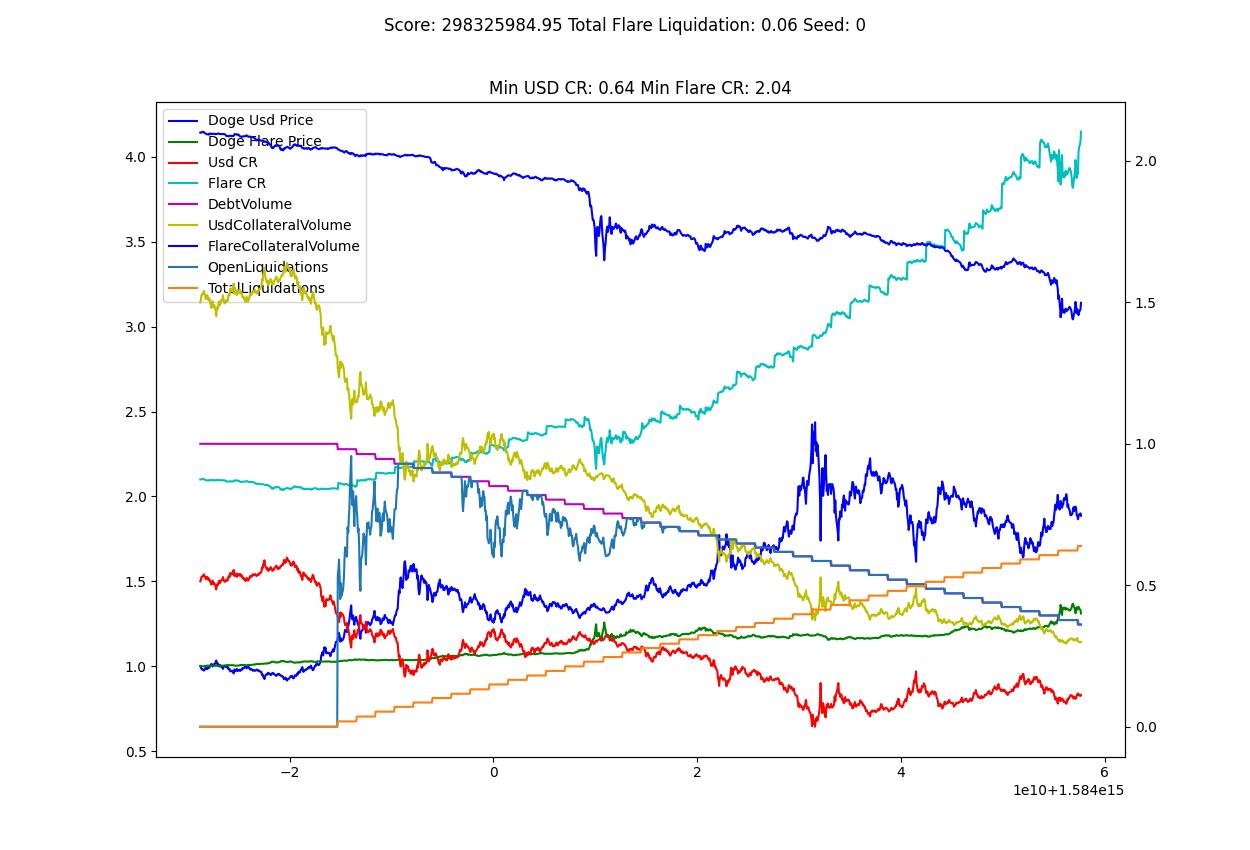 Score: 298325984.95 Total Flare Liquidation: 0.06 Seed: 0
Min USD CR: 0.64 Min Flare CR: 2.04
Doge Usd Price
Doge Flare Price
Usd CR
Flare CR
DebtVolume
UsdCollateralVolume
FlareCollateralVolume
OpenLiquidations
TotalLiquidations
4.0
3.5
3.0
2.5
2.0
1.5
1.0
0.5
2.0
1.5
1.0
0.5
0.0
−2
0
2
4
6
1e10+1.584e15